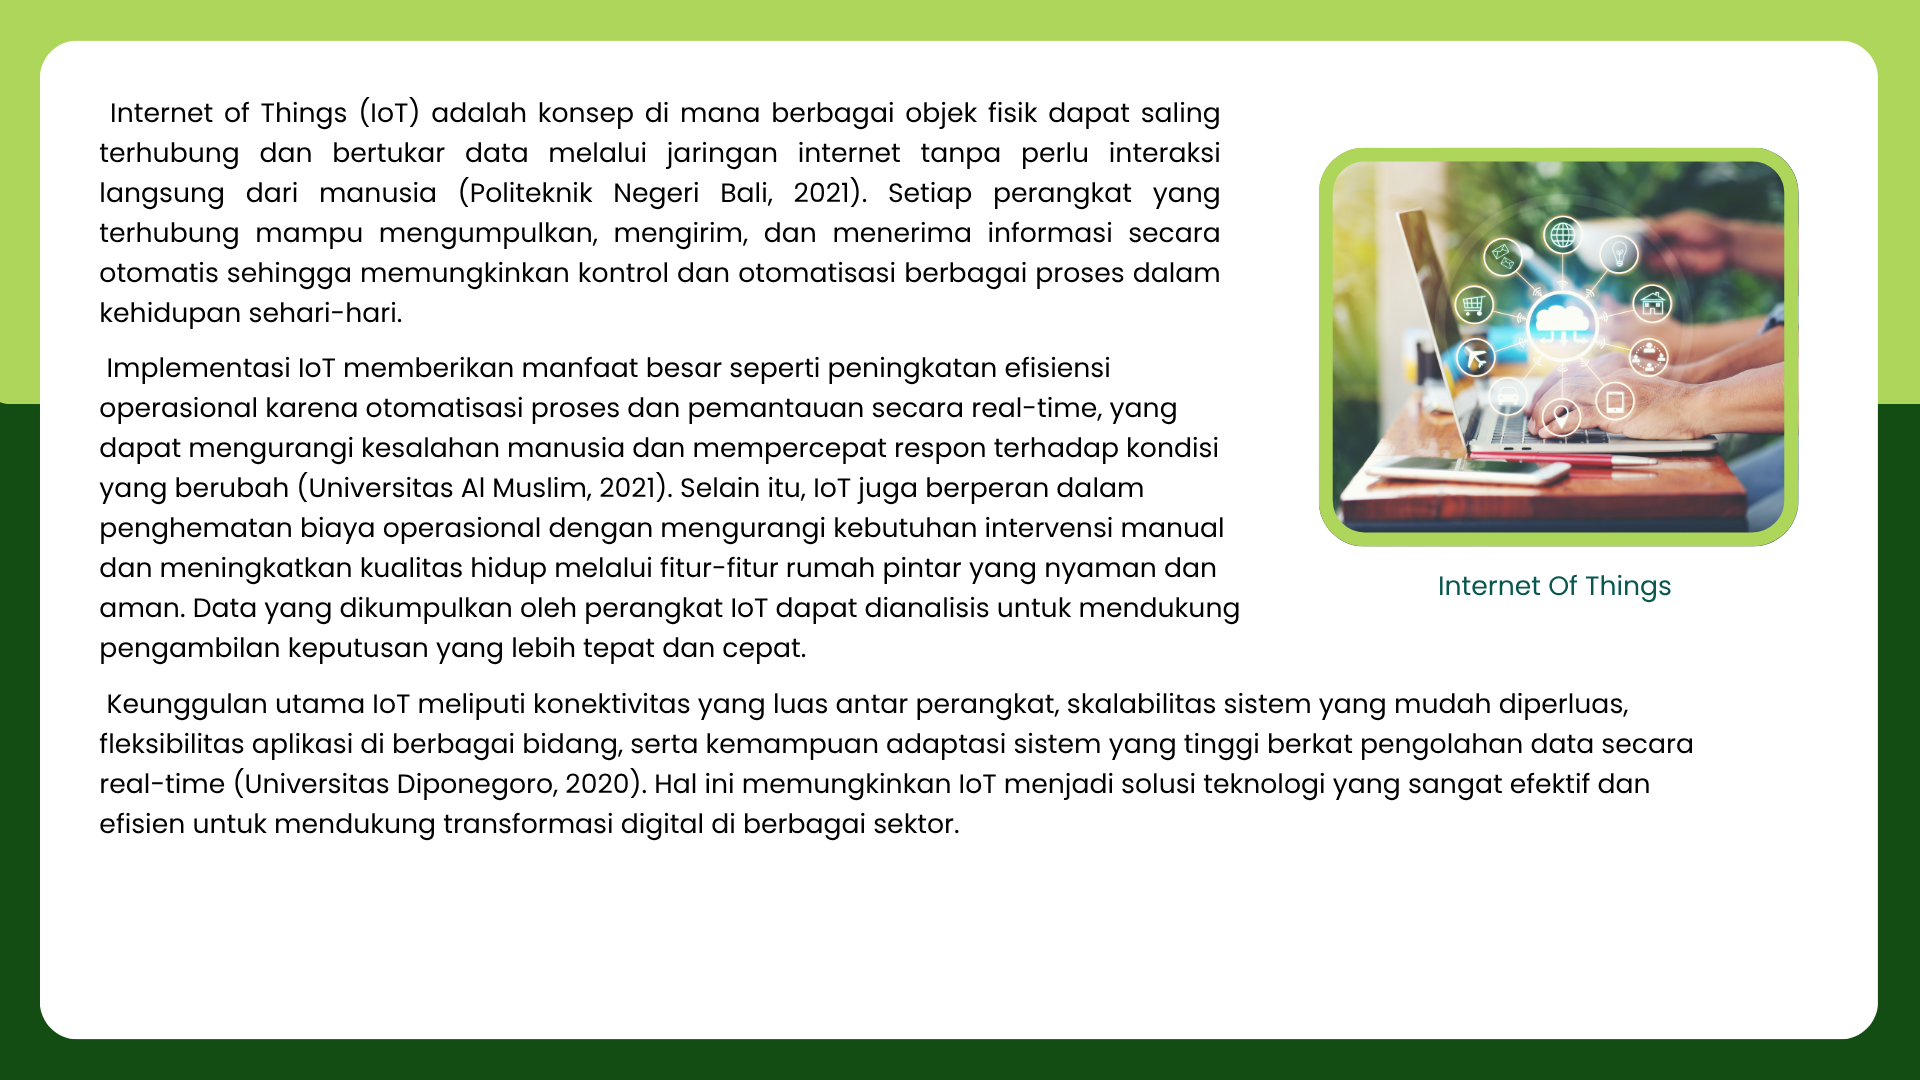 Internet of Things (IoT) adalah konsep di mana berbagai objek fisik dapat saling
terhubung dan bertukar data melalui jaringan internet tanpa perlu interaksi
langsung dari manusia (Politeknik Negeri Bali, 2021). Setiap perangkat yang
terhubung mampu mengumpulkan, mengirim, dan menerima informasi secara
otomatis sehingga memungkinkan kontrol dan otomatisasi berbagai proses dalam
kehidupan sehari-hari.
Implementasi IoT memberikan manfaat besar seperti peningkatan efisiensi
operasional karena otomatisasi proses dan pemantauan secara real-time, yang
dapat mengurangi kesalahan manusia dan mempercepat respon terhadap kondisi
yang berubah (Universitas Al Muslim, 2021). Selain itu, IoT juga berperan dalam
penghematan biaya operasional dengan mengurangi kebutuhan intervensi manual
dan meningkatkan kualitas hidup melalui fitur-fitur rumah pintar yang nyaman dan
aman. Data yang dikumpulkan oleh perangkat IoT dapat dianalisis untuk mendukung
pengambilan keputusan yang lebih tepat dan cepat.
Internet Of Things
Keunggulan utama IoT meliputi konektivitas yang luas antar perangkat, skalabilitas sistem yang mudah diperluas,
fleksibilitas aplikasi di berbagai bidang, serta kemampuan adaptasi sistem yang tinggi berkat pengolahan data secara
real-time (Universitas Diponegoro, 2020). Hal ini memungkinkan IoT menjadi solusi teknologi yang sangat efektif dan
efisien untuk mendukung transformasi digital di berbagai sektor.